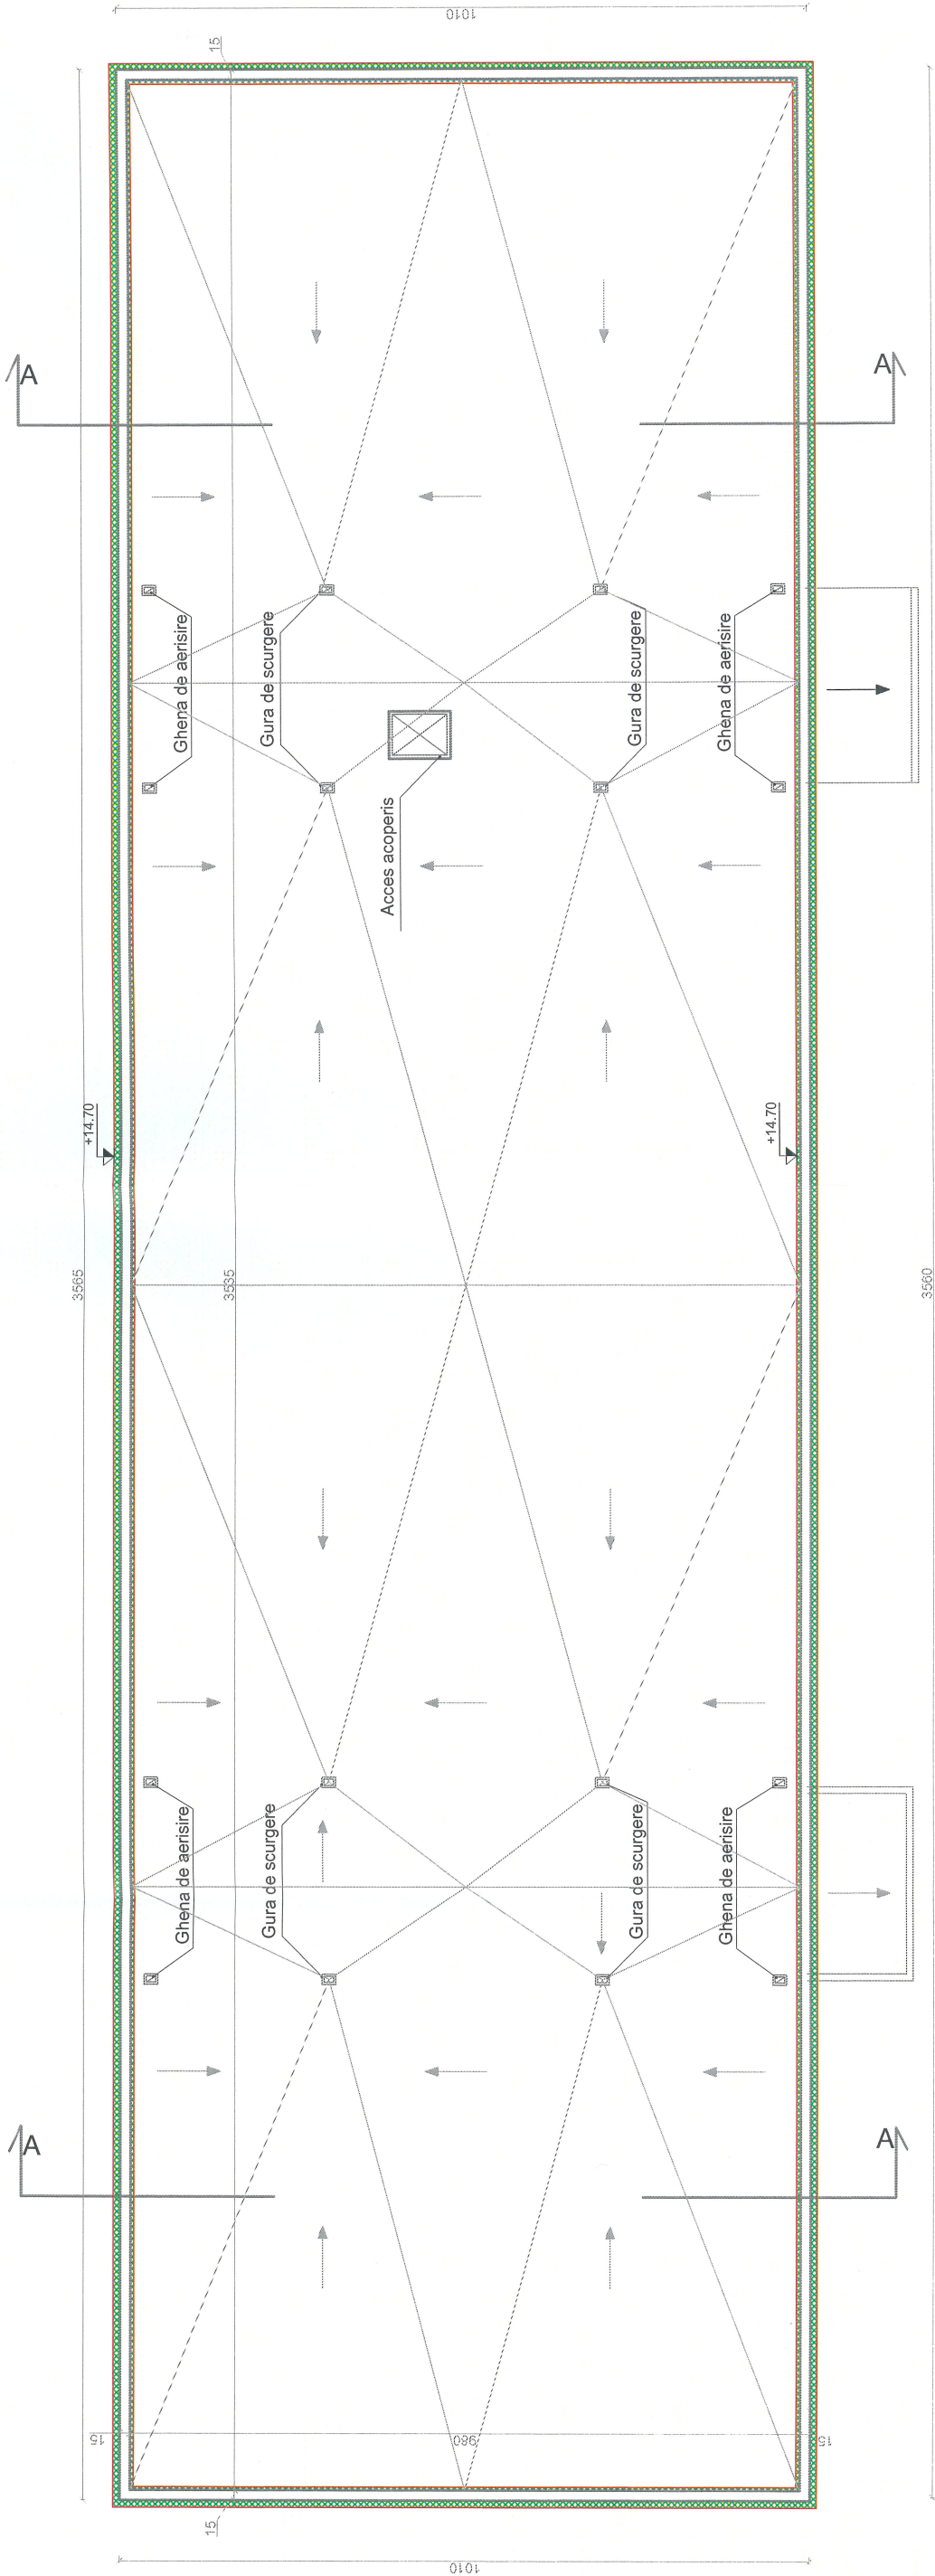 1010
15
A
A
Ghena de aerisire
Gura de scurgere
Gura de scurgere
Ghena de aerisire
Acces acoperis
+14.70
+14.70
3565
3535
3560
Ghena de aerisire
Gura de scurgere
Gura de scurgere
Ghena de aerisire
A
A
15
980
15
15
1010